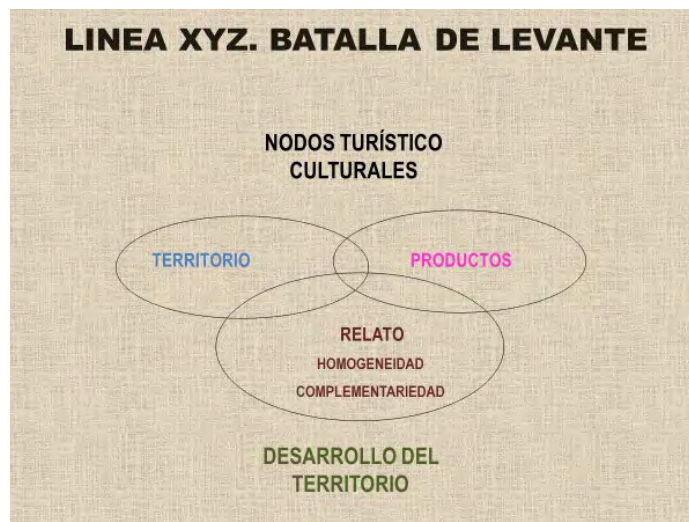 LINEA XYZ. BATALLA DE LEVANTE
NODOS TURÍSTICO
CULTURALES
TERRITORIO
PRODUCTOS
RELATO
HOMOGENEIDAD
COMPLEMENTARIEDAD
DESARROLLO DEL
TERRITORIO